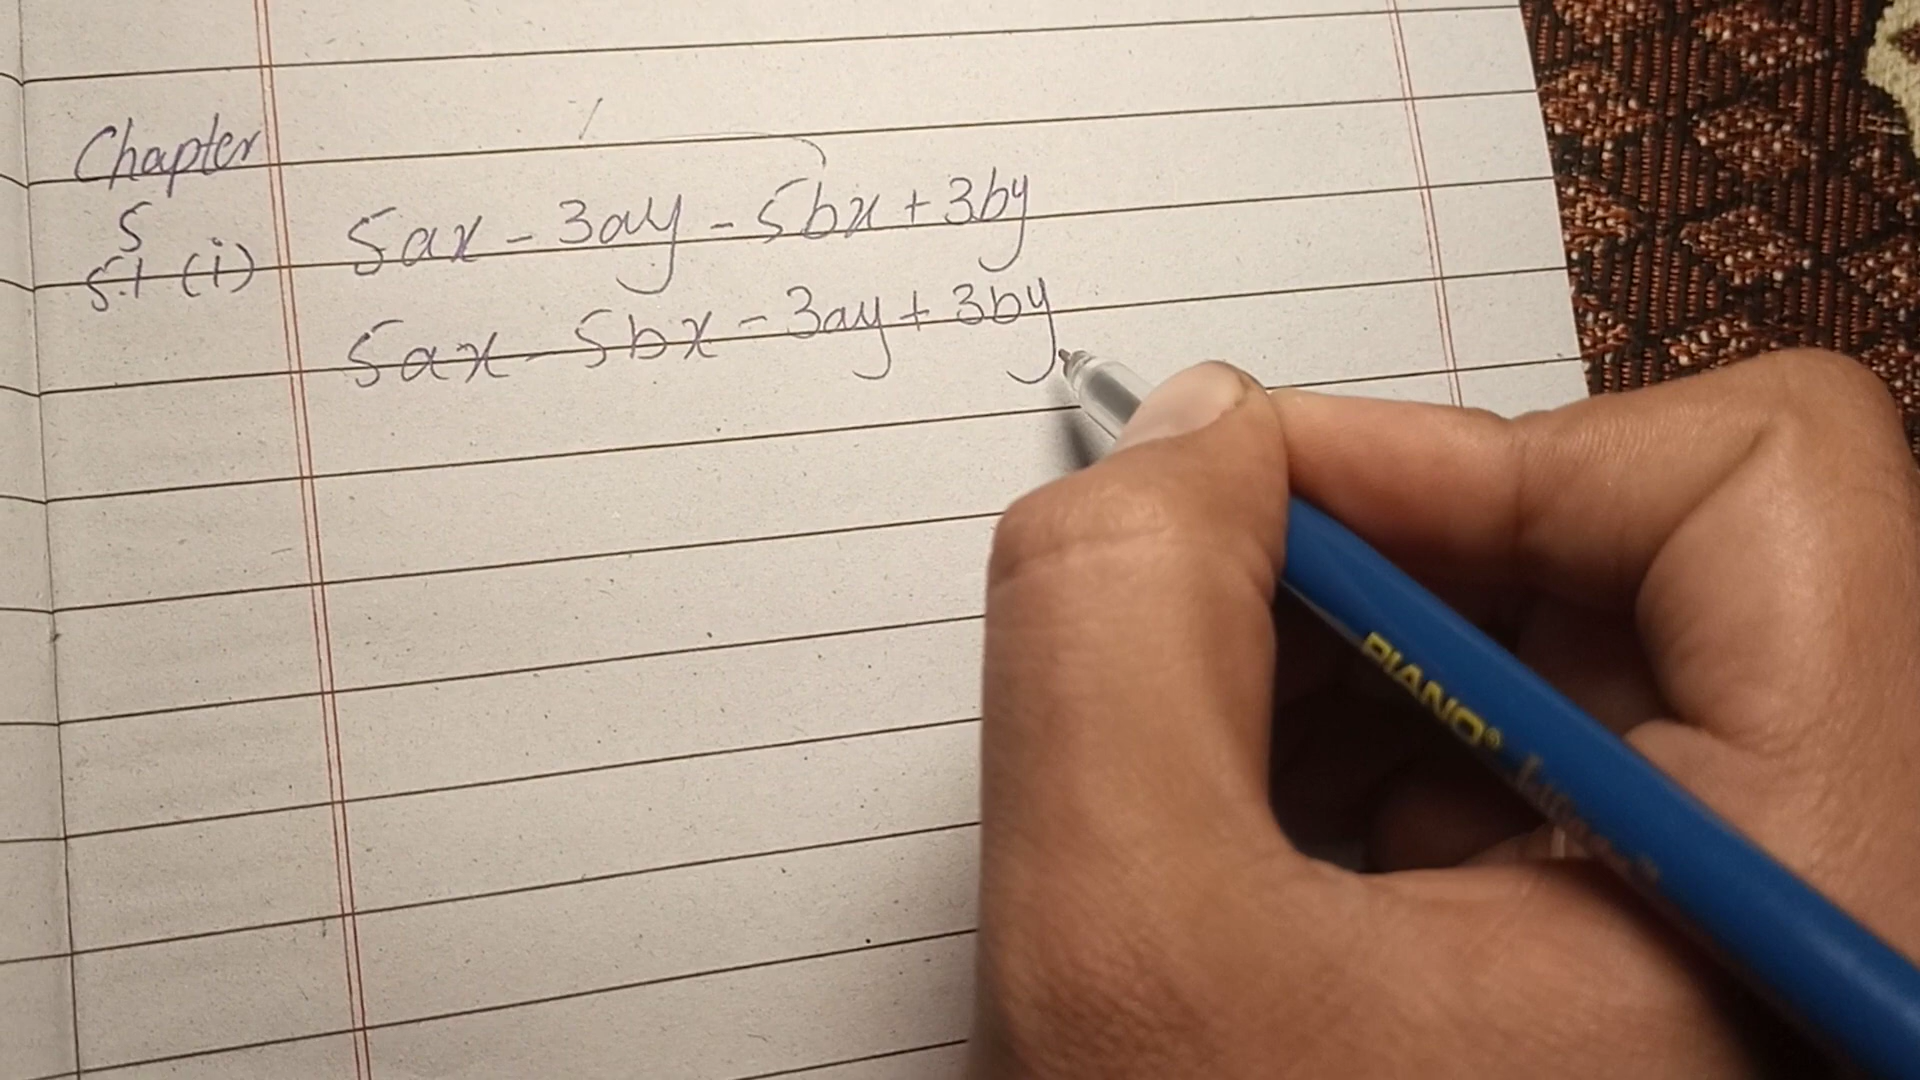 Chapter
5
5.1 (i) 5ax - 3ay - 5bx + 3by
5ax - 5bx - 3ay + 3by
PIANO